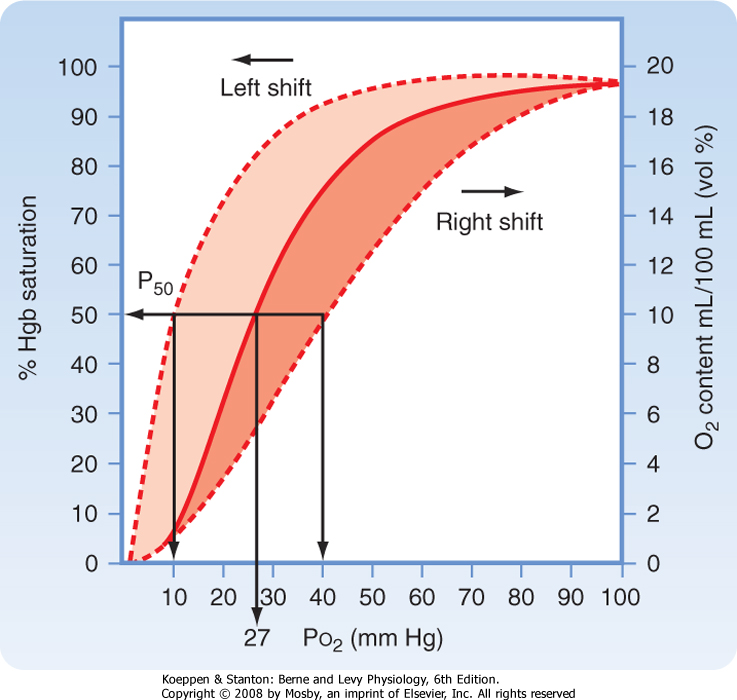 Left shift
Right shift
P50
% Hgb saturation
100
90
80
70
60
50
40
30
20
10
0
20
18
16
14
12
10
8
6
4
2
0
O2 content mL/100 mL (vol %)
10 20 30 40 50 60 70 80 90 100
27 PO2 (mm Hg)
Koeppen & Stanton: Berne and Levy Physiology, 6th Edition.
Copyright © 2008 by Mosby, an imprint of Elsevier, Inc. All rights reserved